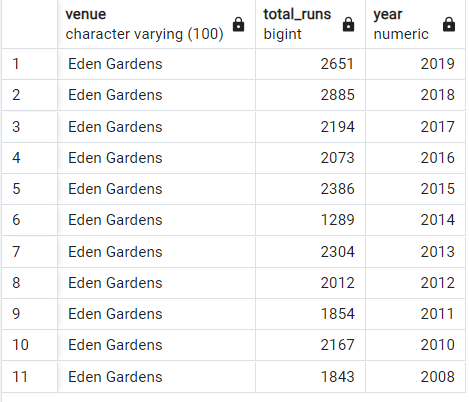 venue total_runs year
character varying (100) bigint numeric
1 Eden Gardens 2651 2019
2 Eden Gardens 2885 2018
3 Eden Gardens 2194 2017
4 Eden Gardens 2073 2016
5 Eden Gardens 2386 2015
6 Eden Gardens 1289 2014
7 Eden Gardens 2304 2013
8 Eden Gardens 2012 2012
9 Eden Gardens 1854 2011
10 Eden Gardens 2167 2010
11 Eden Gardens 1843 2008